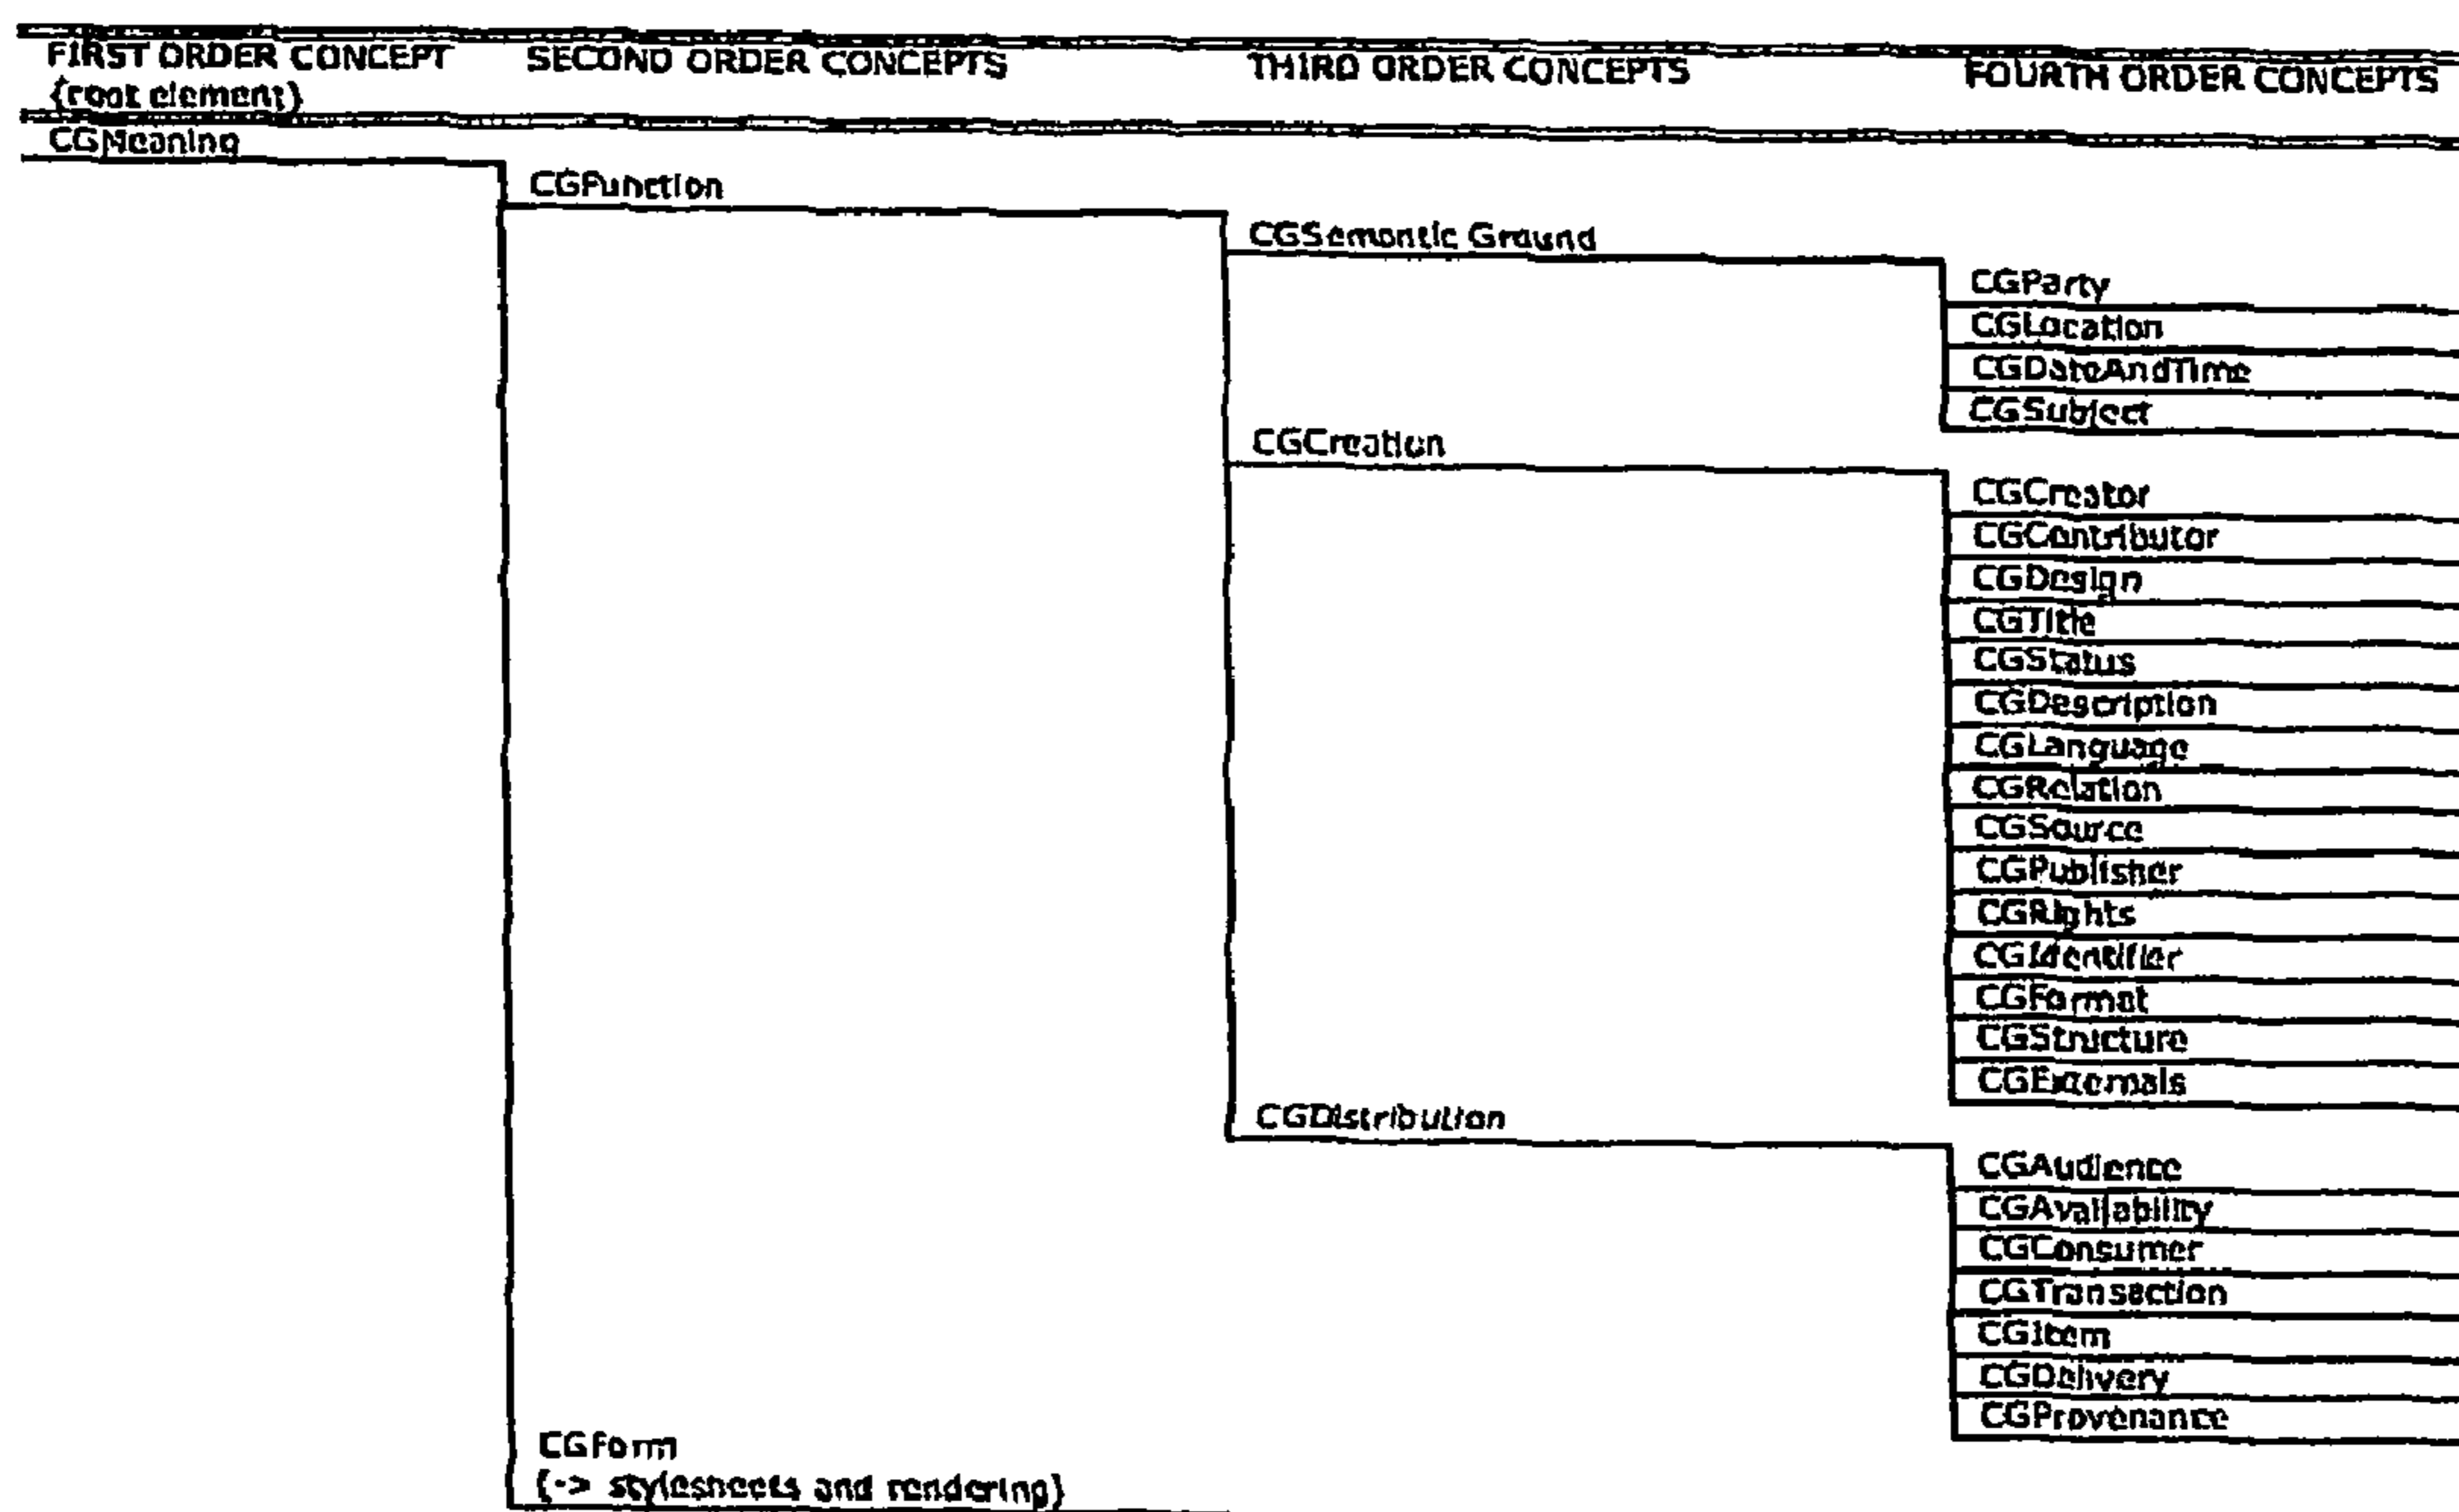 FIRST ORDER CONCEPT SECOND ORDER CONCEPTS THIRD ORDER CONCEPTS FOURTH ORDER CONCEPTS
(root element)
CGMeaning
CGFunction
CGSemantic Ground
CGParty
CGLocation
CGDateAndTime
CGSubject
CGCreation
CGCreator
CGContributor
CGDesign
CGTitle
CGStatus
CGDescription
CGLanguage
CGRelation
CGSource
CGPublisher
CGRights
CGIdentifier
CGFormat
CGStructure
CGExternals
CGDistribution
CGAudience
CGAvailability
CGConsumer
CGTransaction
CGItem
CGDelivery
CGProvenance
CGForm
(-> stylesheets and rendering)